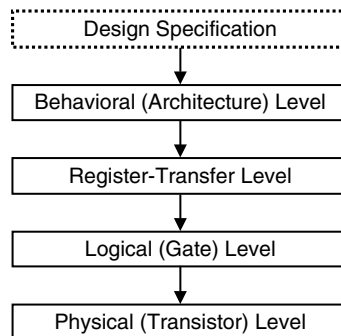 Design Specification
Behavioral (Architecture) Level
Register-Transfer Level
Logical (Gate) Level
Physical (Transistor) Level